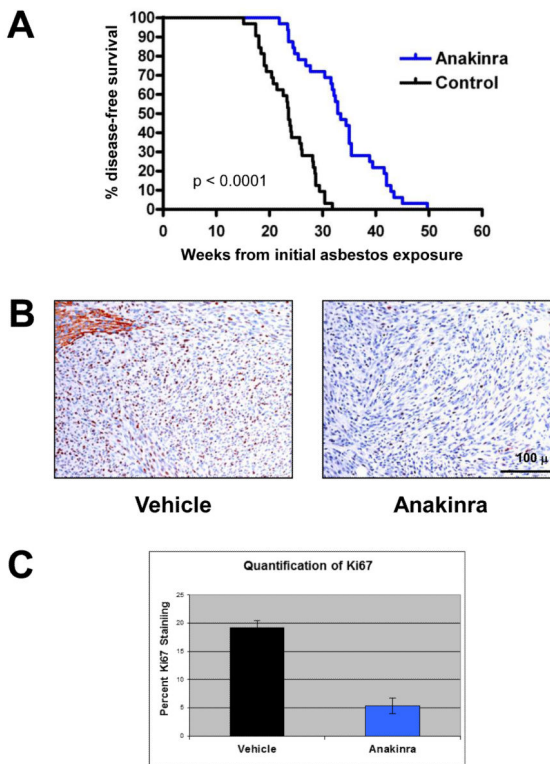 A
% disease-free survival
100
90
80
70
60
50
40
30
20
10
0
Anakinra
Control
p < 0.0001
0 10 20 30 40 50 60
Weeks from initial asbestos exposure
B
100 μ
Vehicle Anakinra
C
Quantification of Ki67
Percent Ki67 Stainiing
25
20
15
10
5
0
Vehicle Anakinra